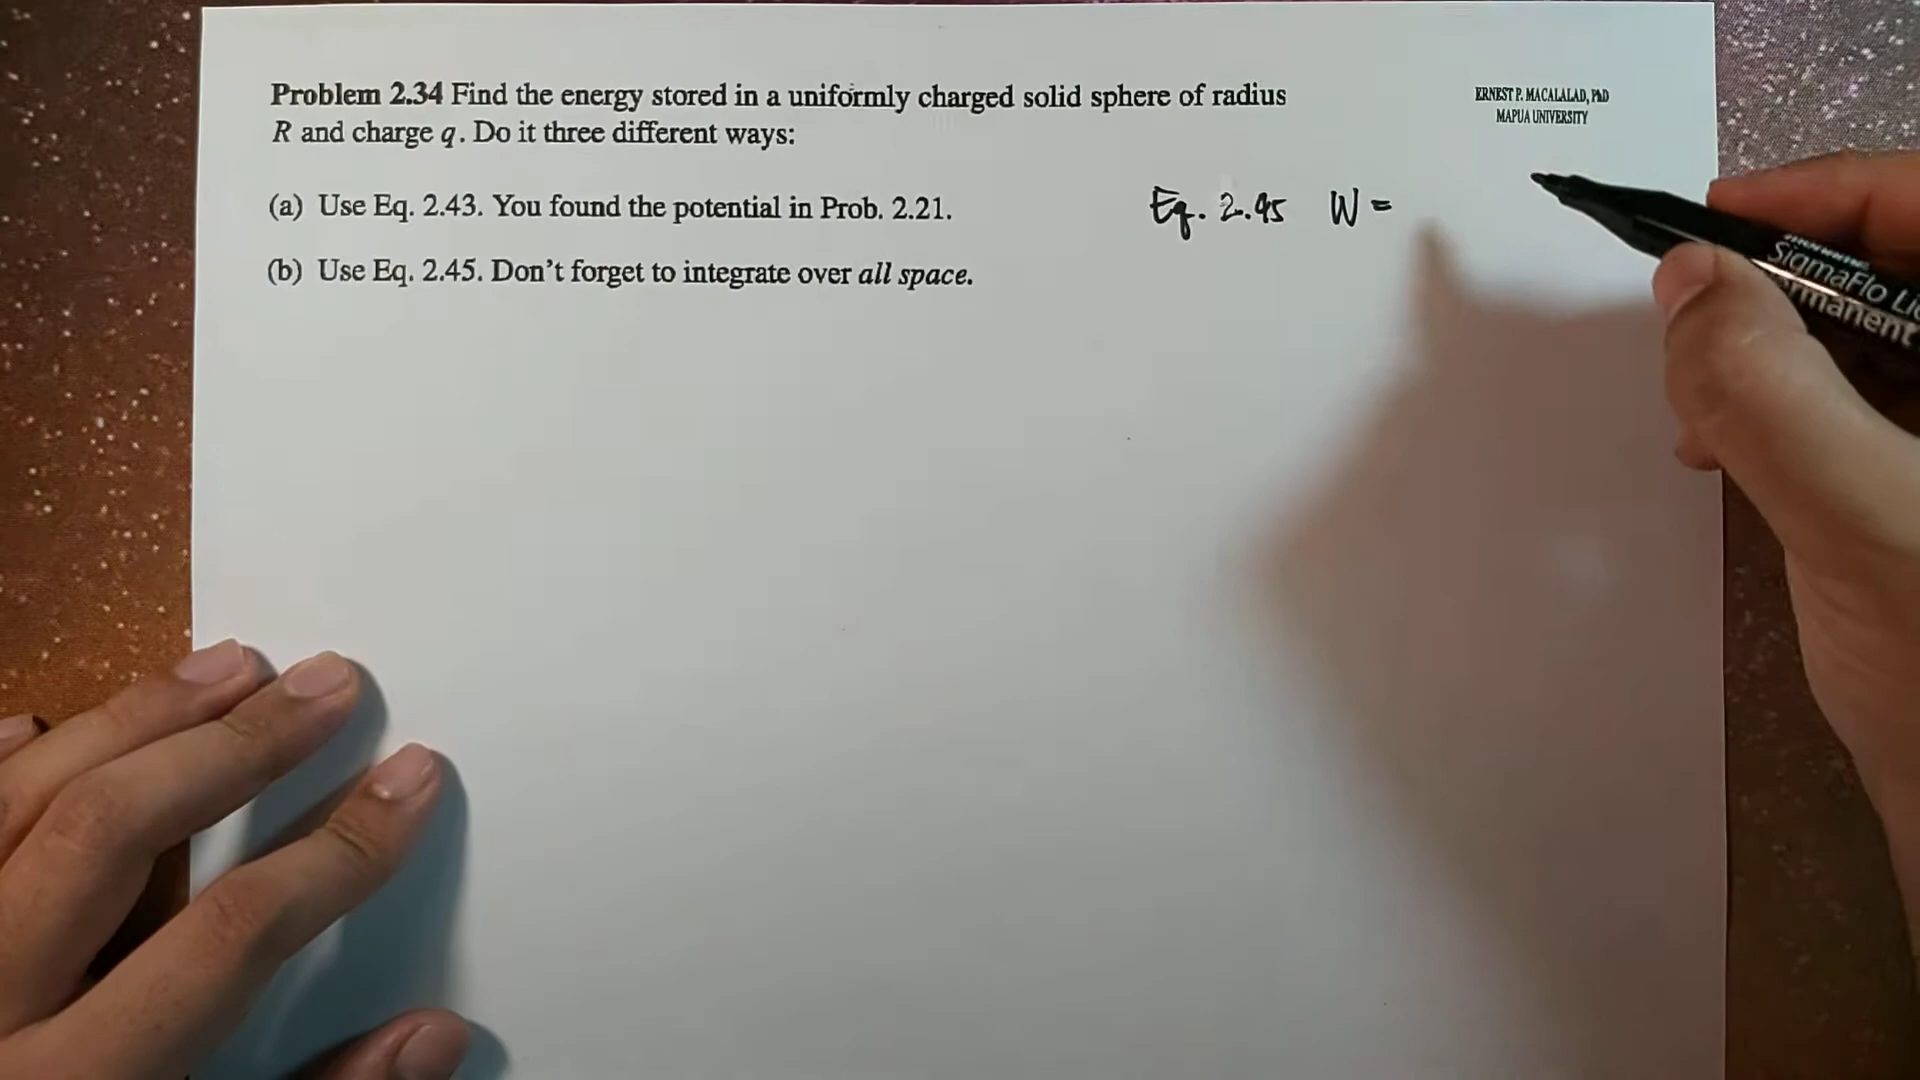 Problem 2.34 Find the energy stored in a uniformly charged solid sphere of radius
R and charge q. Do it three different ways:
ERNEST P. MACALALAD, PhD
MAPUA UNIVERSITY
(a) Use Eq. 2.43. You found the potential in Prob. 2.21.
Eq. 2.45 W =
(b) Use Eq. 2.45. Don't forget to integrate over all space.
SigmaFlo